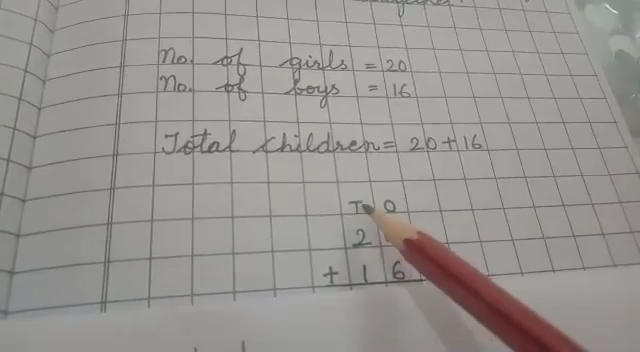 No. of girls = 20
No. of boys = 16
Total children = 20+16
T O
2
+ 1 6